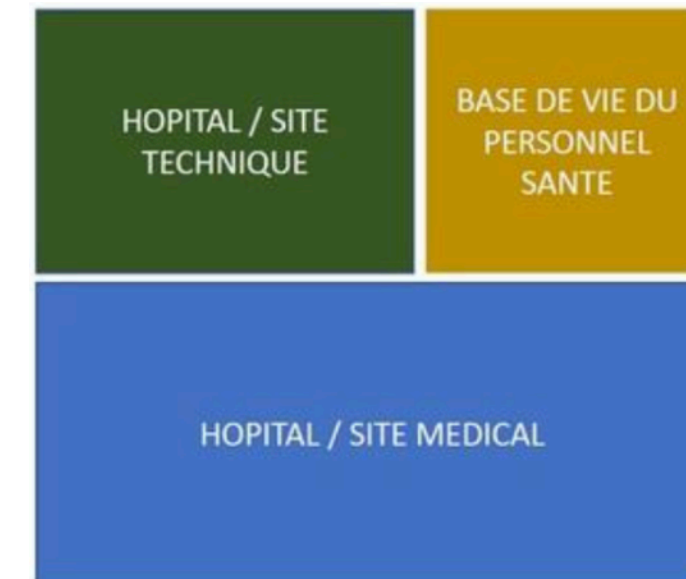 HOPITAL / SITE
TECHNIQUE
BASE DE VIE DU
PERSONNEL
SANTE
HOPITAL / SITE MEDICAL